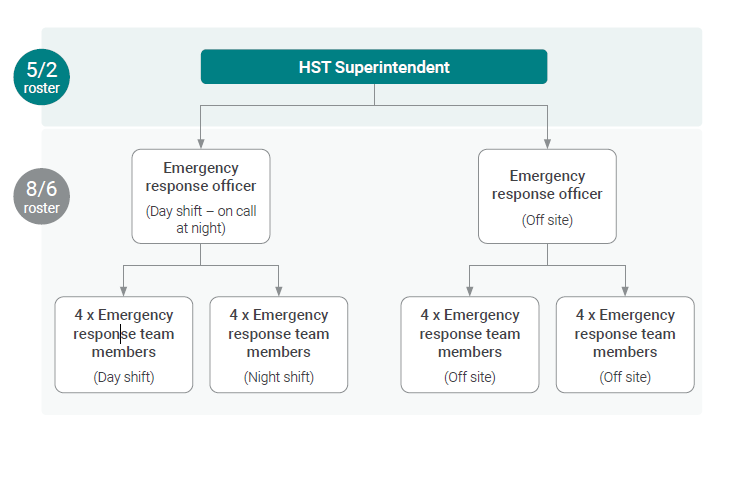 5/2
roster
HST Superintendent
8/6
roster
Emergency
response officer
(Day shift – on call
at night)
Emergency
response officer
(Off site)
4 x Emergency
response team
members
(Day shift)
4 x Emergency
response team
members
(Night shift)
4 x Emergency
response team
members
(Off site)
4 x Emergency
response team
members
(Off site)